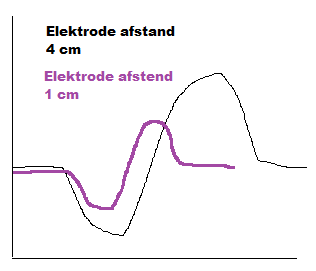 Elektrode afstand
4 cm
Elektrode afstend
1 cm